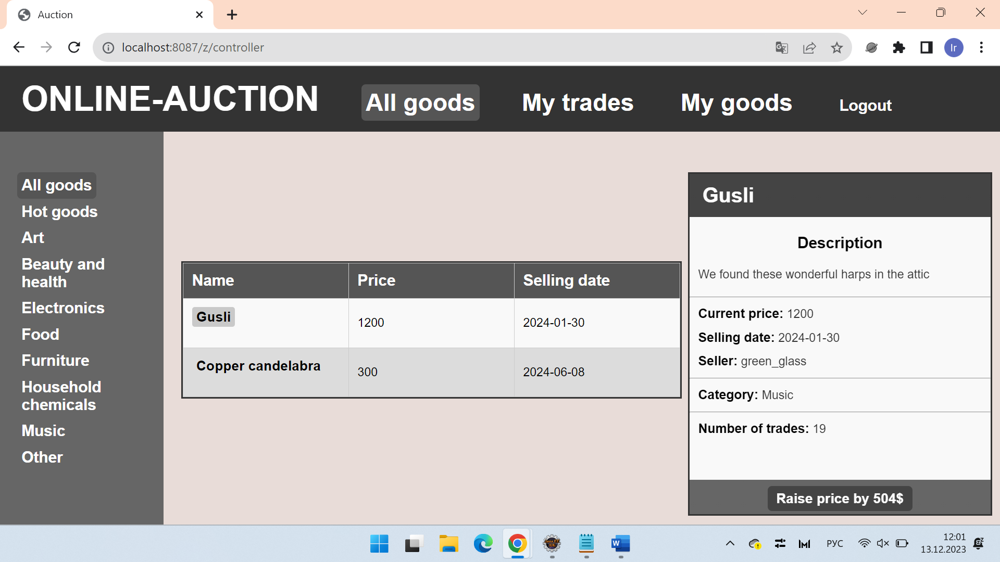 Auction
localhost:8087/z/controller
Ir
ONLINE-AUCTION
All goods
My trades
My goods
Logout
All goods
Hot goods
Art
Beauty and
health
Electronics
Food
Furniture
Household
chemicals
Music
Other
Name Price Selling date
Gusli 1200 2024-01-30
Copper candelabra 300 2024-06-08
Gusli
Description
We found these wonderful harps in the attic
Current price: 1200
Selling date: 2024-01-30
Seller: green_glass
Category: Music
Number of trades: 19
Raise price by 504$
Java EE
IDE
W
РУС
12:01
13.12.2023